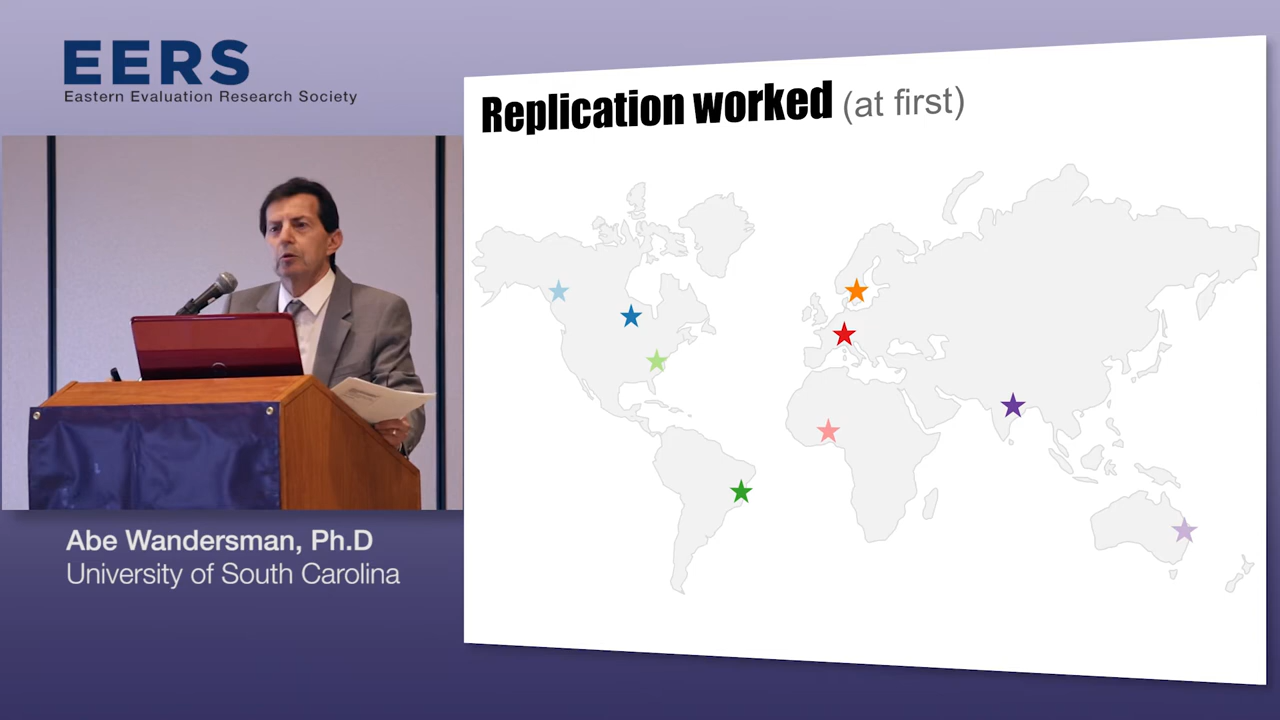 EERS
Eastern Evaluation Research Society
Replication worked (at first)
Abe Wandersman, Ph.D
University of South Carolina